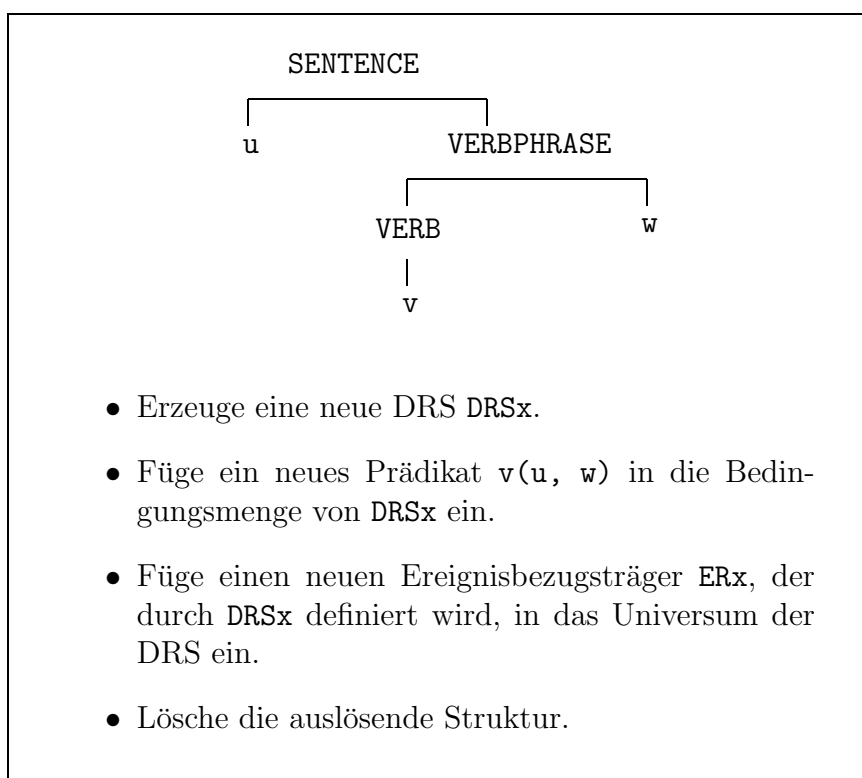 SENTENCE
u VERBPHRASE
VERB w
v
• Erzeuge eine neue DRS DRSx.
• Füge ein neues Prädikat v(u, w) in die Bedin-
gungsmenge von DRSx ein.
• Füge einen neuen Ereignisbezugsträger ERx, der
durch DRSx definiert wird, in das Universum der
DRS ein.
• Lösche die auslösende Struktur.